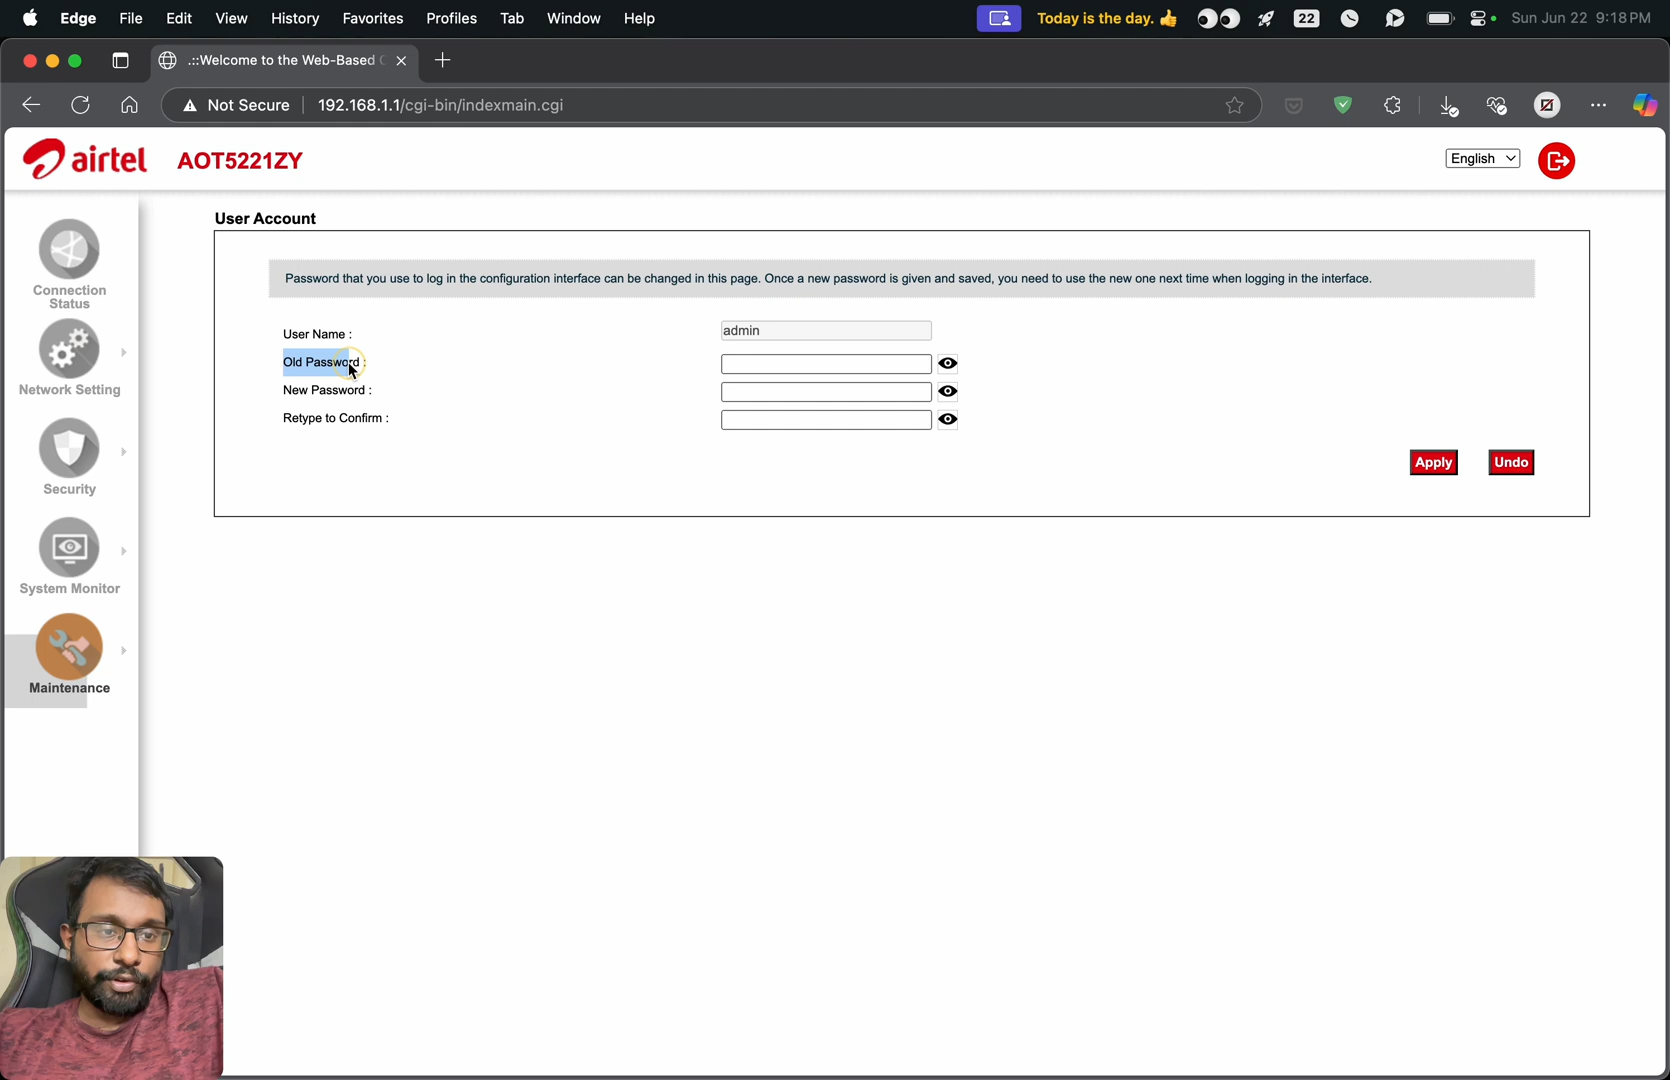 Edge File Edit View History Favorites Profiles Tab Window Help Today is the day. 👍 22 Sun Jun 22 9:18 PM
.::Welcome to the Web-Based
Not Secure 192.168.1.1/cgi-bin/indexmain.cgi
airtel AOT5221ZY English
User Account
Password that you use to log in the configuration interface can be changed in this page. Once a new password is given and saved, you need to use the new one next time when logging in the interface.
User Name : admin
Old Password :
New Password :
Retype to Confirm :
Apply Undo
Connection
Status
Network Setting
Security
System Monitor
Maintenance